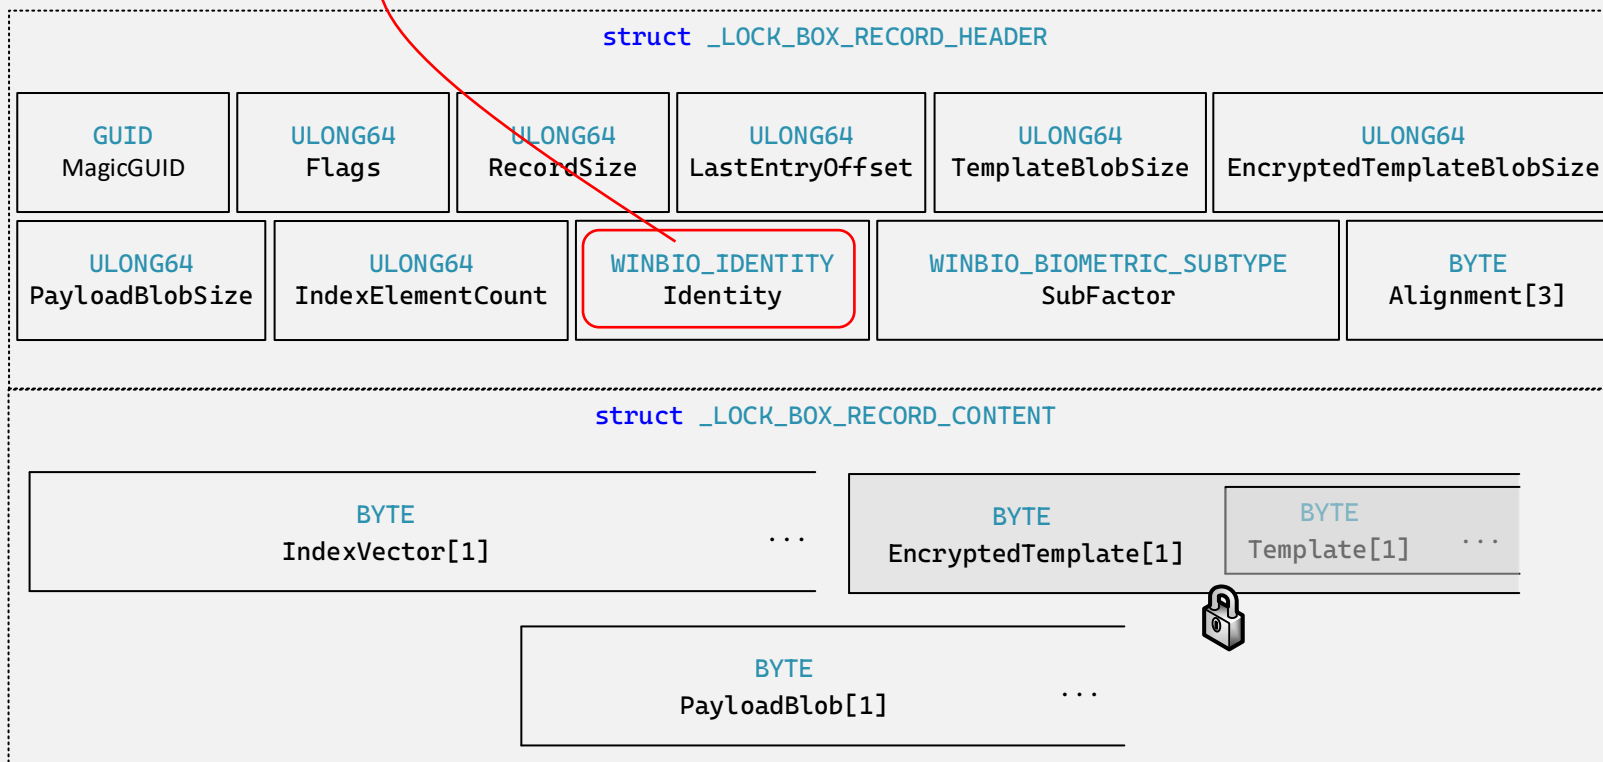 struct _LOCK_BOX_RECORD_HEADER
GUID
MagicGUID
ULONG64
Flags
ULONG64
RecordSize
ULONG64
LastEntryOffset
ULONG64
TemplateBlobSize
ULONG64
EncryptedTemplateBlobSize
ULONG64
PayloadBlobSize
ULONG64
IndexElementCount
WINBIO_IDENTITY
Identity
WINBIO_BIOMETRIC_SUBTYPE
SubFactor
BYTE
Alignment[3]
struct _LOCK_BOX_RECORD_CONTENT
BYTE
IndexVector[1]
...
BYTE
EncryptedTemplate[1]
BYTE
Template[1]
...
BYTE
PayloadBlob[1]
...